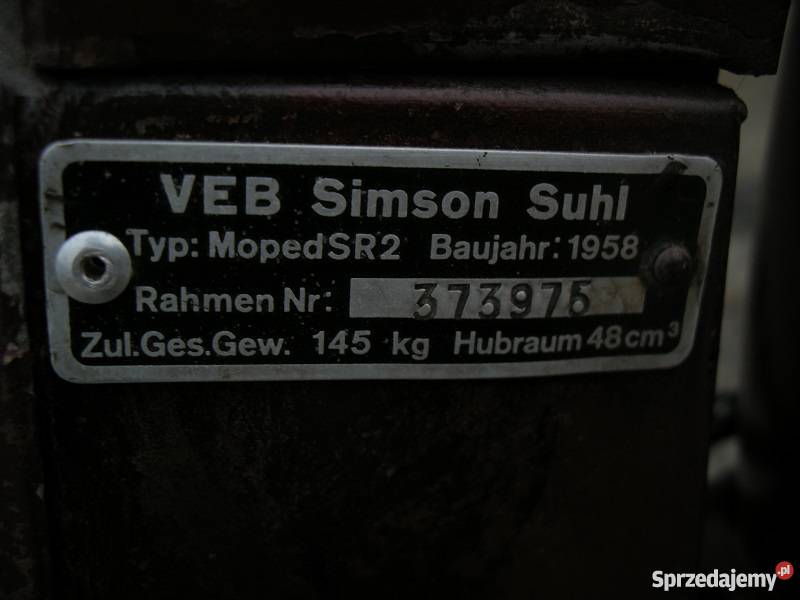 VEB Simson Suhl
Typ: Moped SR2 Baujahr: 1958
Rahmen Nr: 373975
Zul.Ges.Gew. 145 kg Hubraum 48 cm³
Sprzedajemy.pl